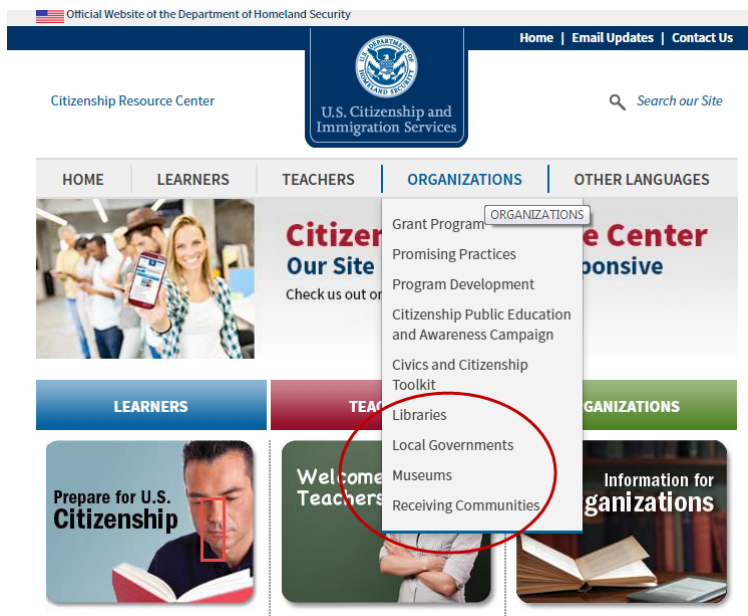 Official Website of the Department of Homeland Security
Home | Email Updates | Contact Us
Citizenship Resource Center
U.S. Citizenship and
Immigration Services
Search our Site
HOME LEARNERS TEACHERS ORGANIZATIONS OTHER LANGUAGES
ORGANIZATIONS
Grant Program
Promising Practices
Program Development
Citizenship Public Education
and Awareness Campaign
Civics and Citizenship
Toolkit
Libraries
Local Governments
Museums
Receiving Communities
e Center
Our Site
ponsive
Check us out
LEARNERS
GANIZATIONS
Prepare for U.S.
Citizenship
Welcome
Teachers
Information for
ganizations